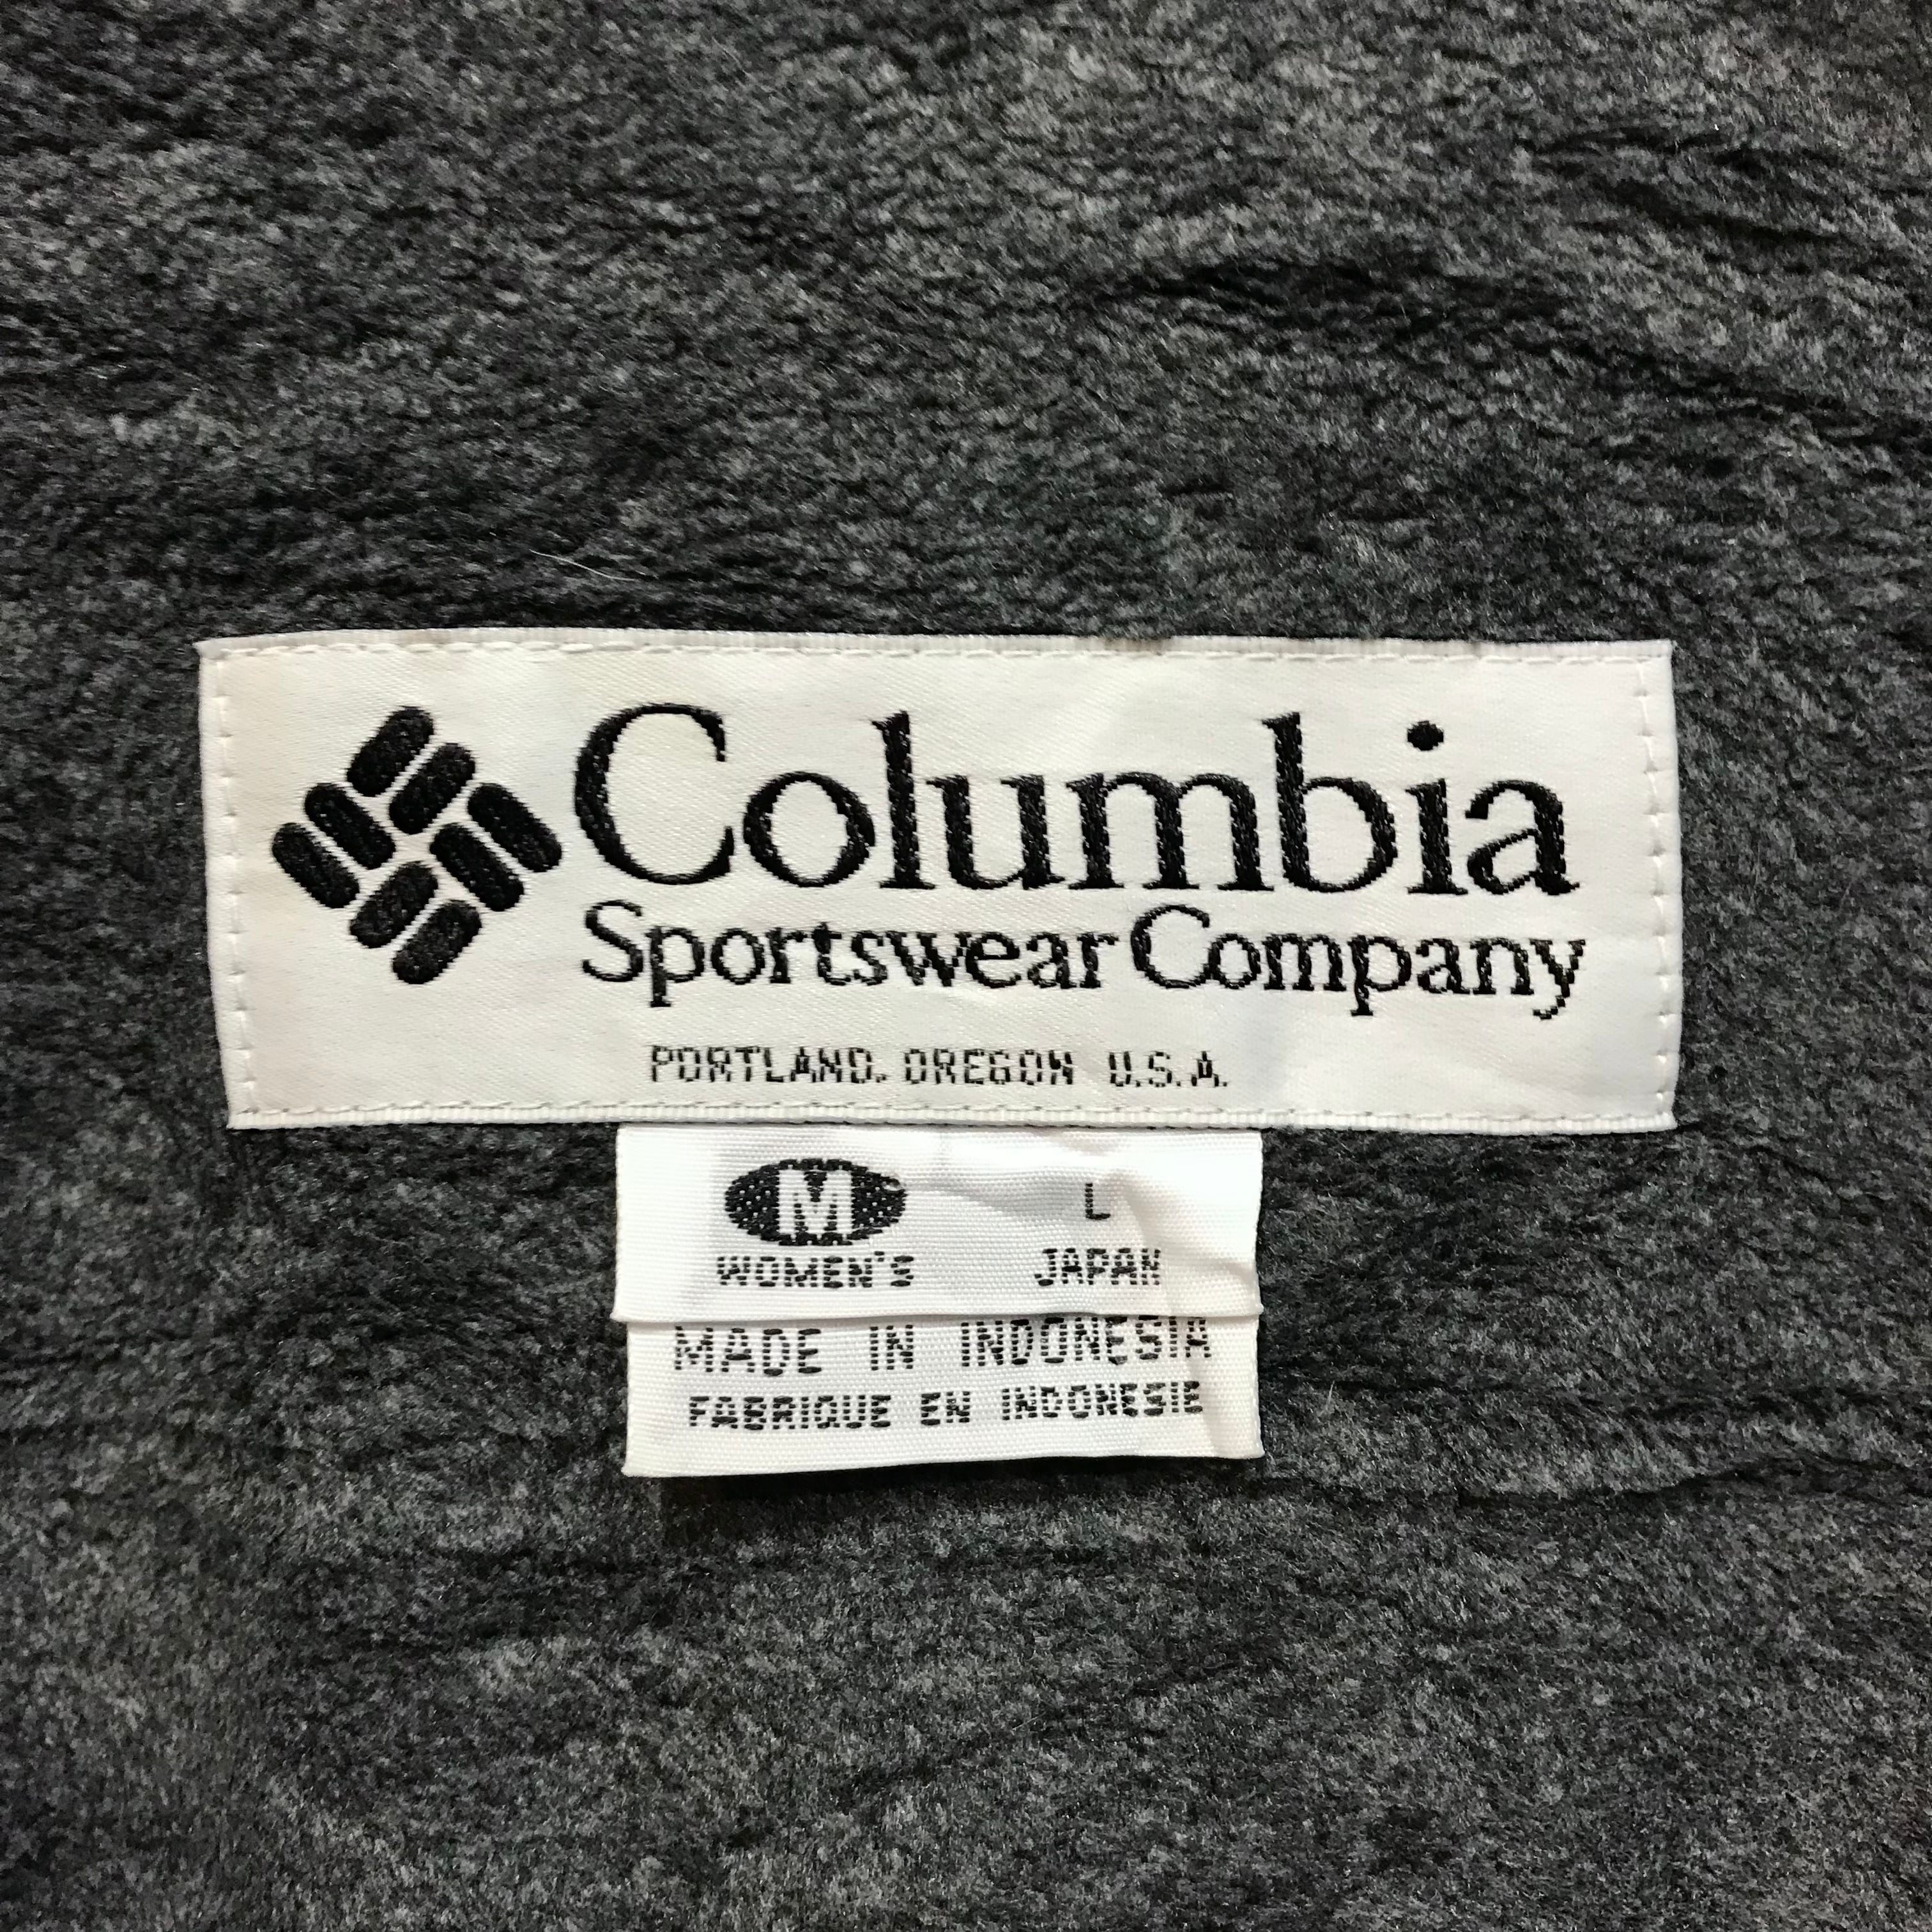 Columbia
Sportswear Company
PORTLAND, OREGON U.S.A.
M L
WOMEN'S JAPAN
MADE IN INDONESIA
FABRIQUE EN INDONESIE